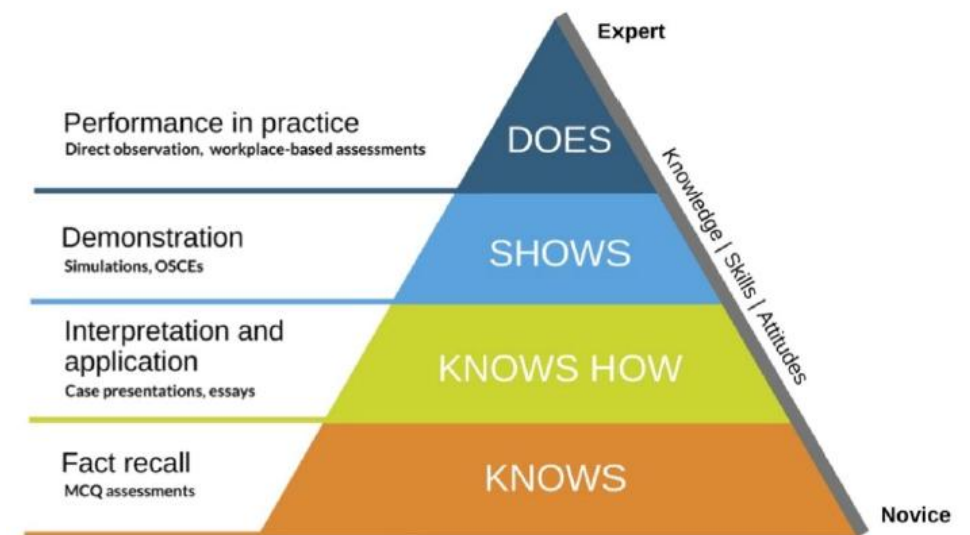 Expert
Performance in practice
Direct observation, workplace-based assessments
DOES
Knowledge | Skills | Attitudes
Demonstration
Simulations, OSCEs
SHOWS
Interpretation and
application
Case presentations, essays
KNOWS HOW
Fact recall
MCQ assessments
KNOWS
Novice